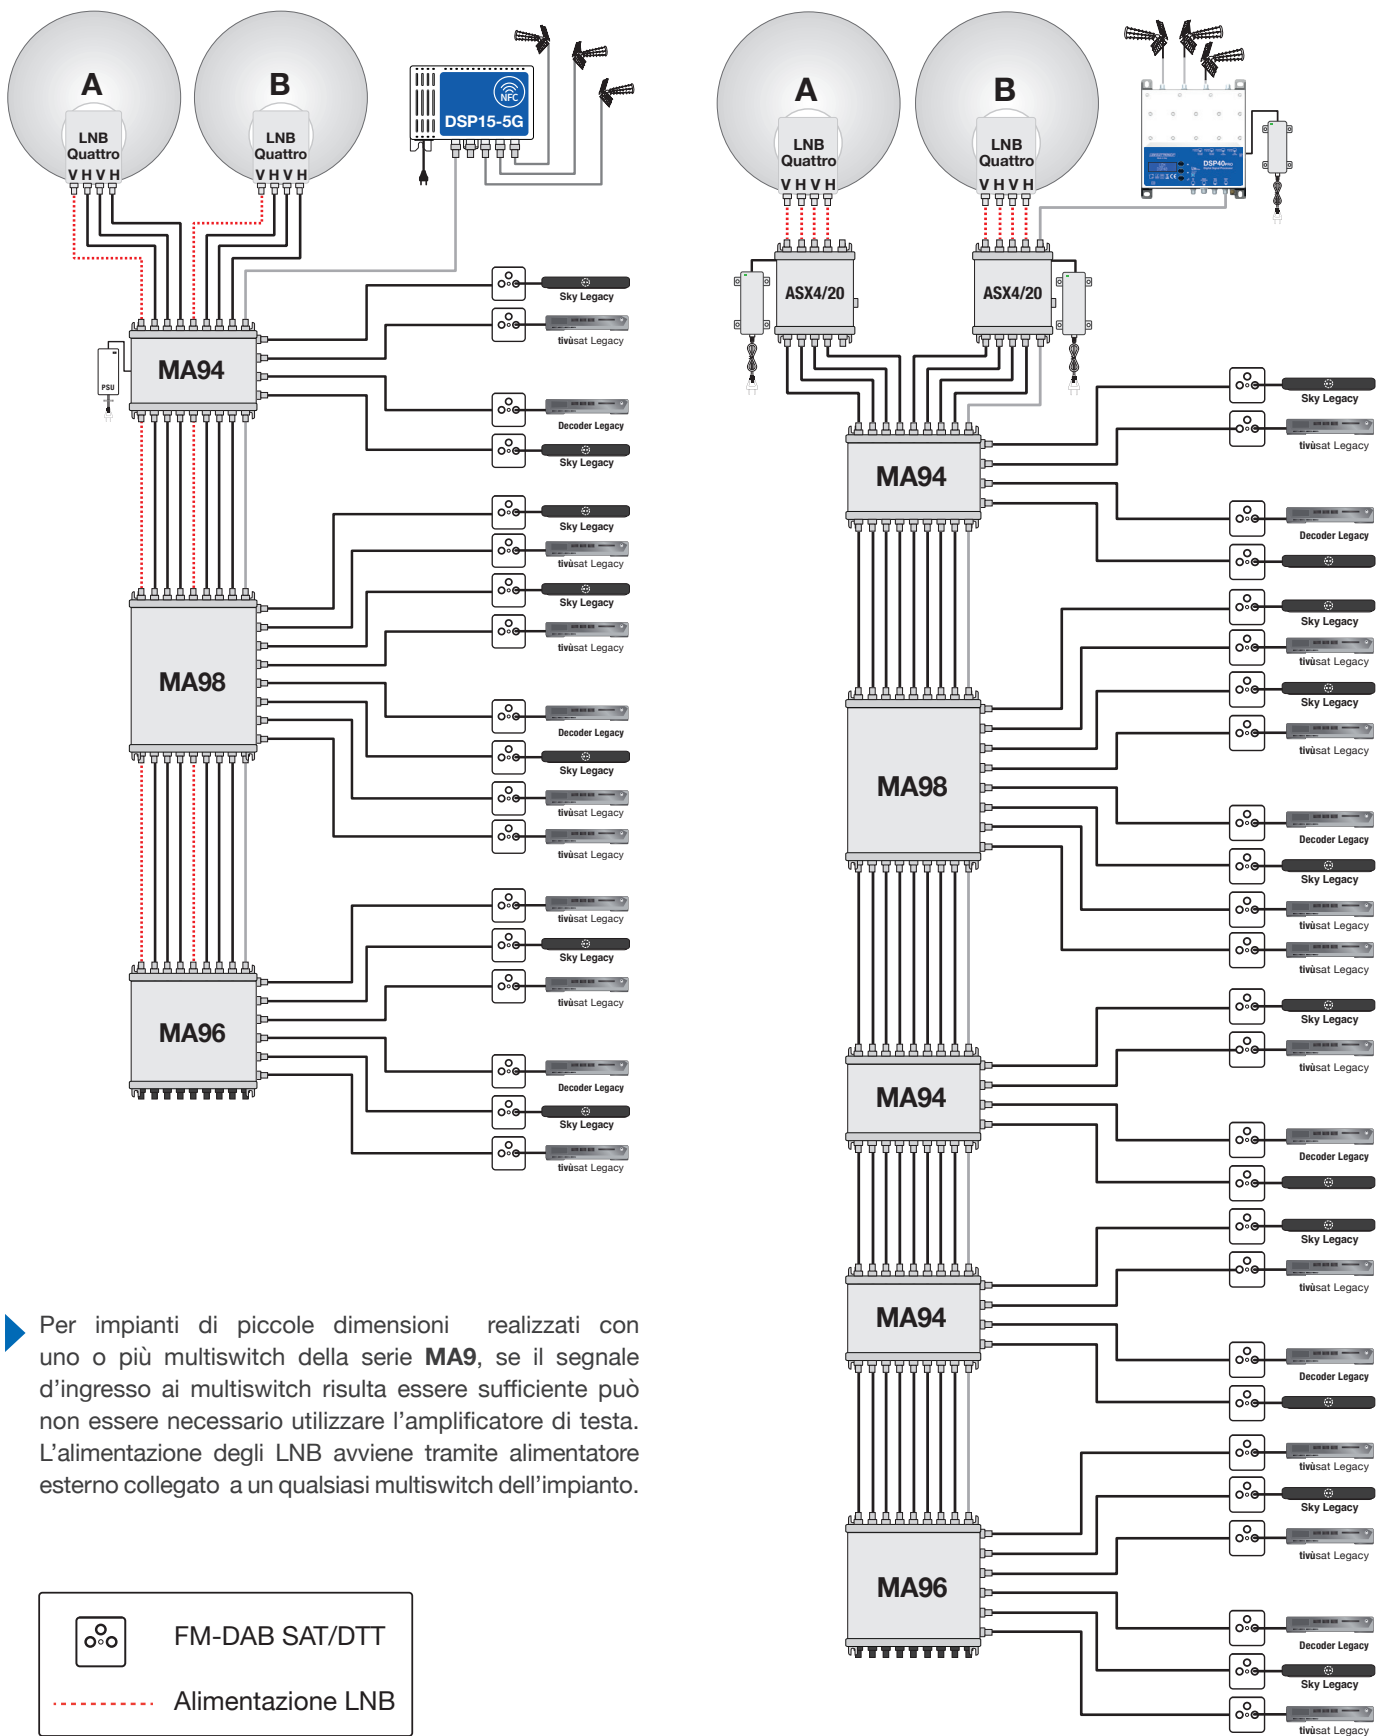 A
B
LNB
Quattro
V H V H
LNB
Quattro
V H V H
NFC
DSP15-5G
MA94
PSU
Sky Legacy
tivùsat Legacy
Decoder Legacy
Sky Legacy
MA98
Sky Legacy
tivùsat Legacy
Sky Legacy
tivùsat Legacy
Decoder Legacy
Sky Legacy
tivùsat Legacy
tivùsat Legacy
MA96
tivùsat Legacy
Sky Legacy
tivùsat Legacy
Decoder Legacy
Sky Legacy
tivùsat Legacy
Per impianti di piccole dimensioni realizzati con
uno o più multiswitch della serie MA9, se il segnale
d'ingresso ai multiswitch risulta essere sufficiente può
non essere necessario utilizzare l'amplificatore di testa.
L'alimentazione degli LNB avviene tramite alimentatore
esterno collegato a un qualsiasi multiswitch dell'impianto.
FM-DAB SAT/DTT
Alimentazione LNB
A
B
LNB
Quattro
V H V H
LNB
Quattro
V H V H
DSP40PRO
ASX4/20
ASX4/20
MA94
Sky Legacy
tivùsat Legacy
Decoder Legacy
MA98
Sky Legacy
tivùsat Legacy
Sky Legacy
tivùsat Legacy
Decoder Legacy
Sky Legacy
tivùsat Legacy
tivùsat Legacy
MA94
Sky Legacy
tivùsat Legacy
Decoder Legacy
MA94
Sky Legacy
tivùsat Legacy
Decoder Legacy
MA96
tivùsat Legacy
Sky Legacy
tivùsat Legacy
Decoder Legacy
Sky Legacy
tivùsat Legacy